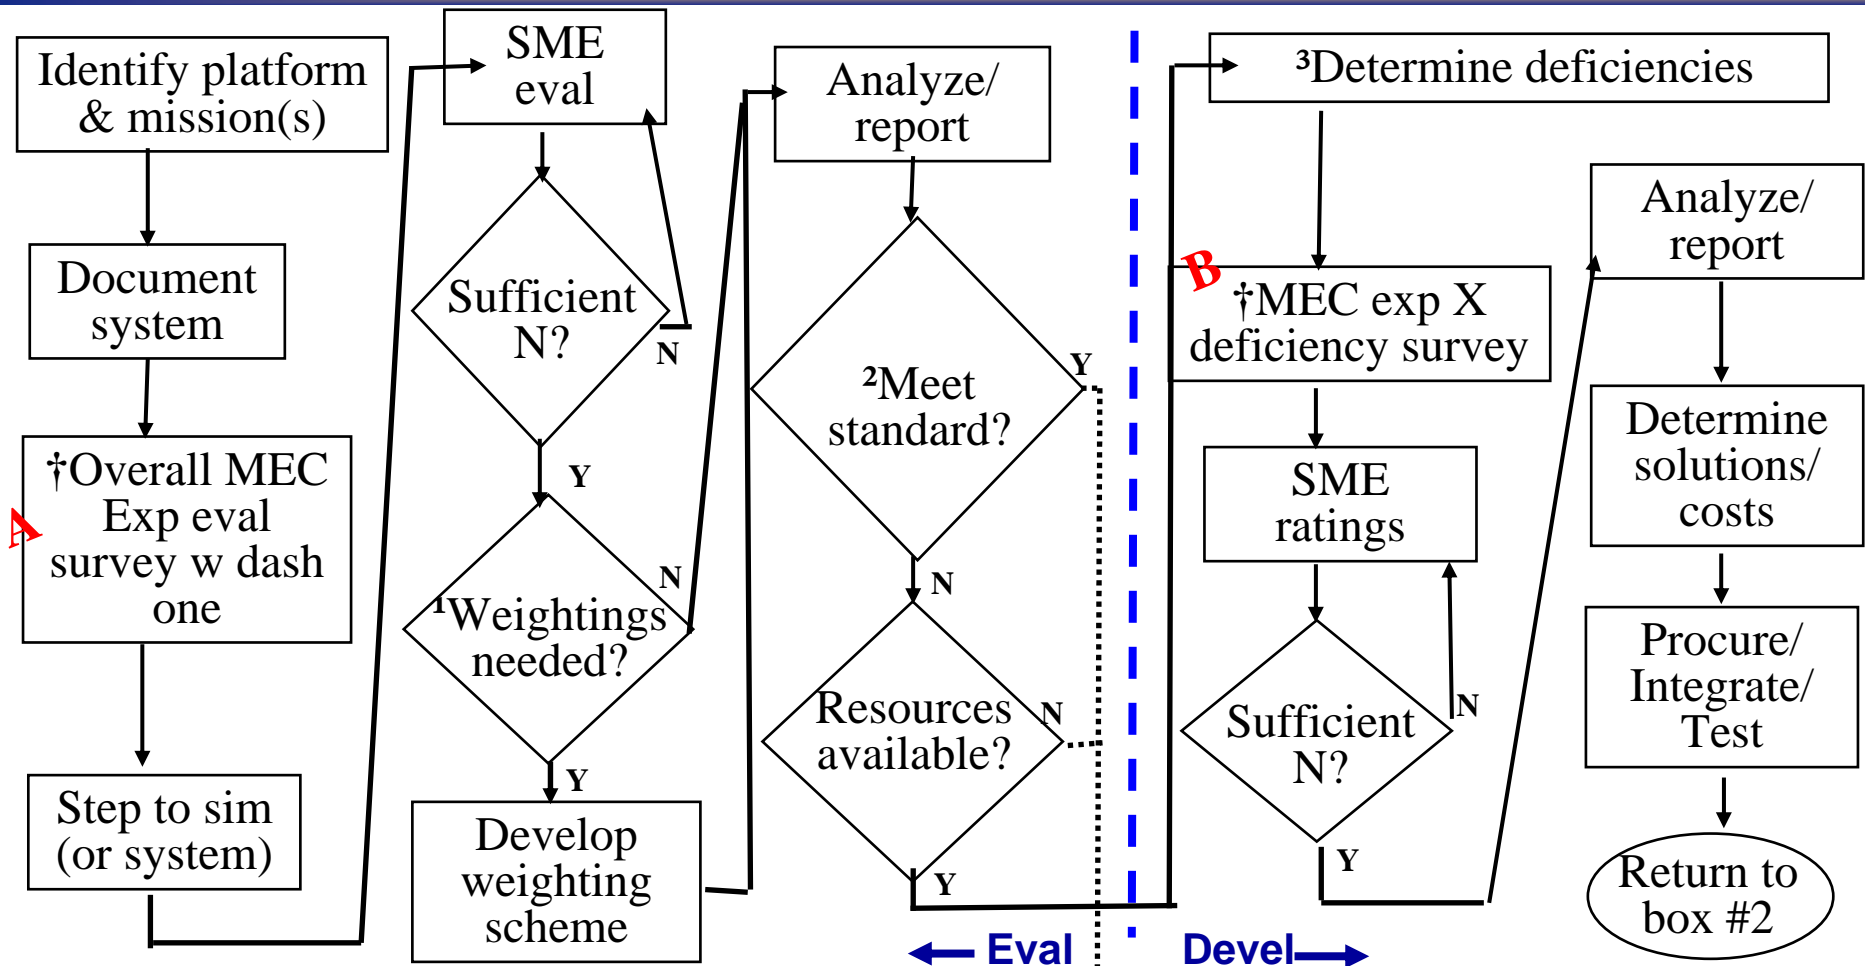 Identify platform
& mission(s)
Document
system
A
†Overall MEC
Exp eval
survey w dash
one
Step to sim
(or system)
SME
eval
Sufficient
N?
N
Y
¹Weightings
needed?
N
Y
Develop
weighting
scheme
Analyze/
report
²Meet
standard?
Y
N
Resources
available?
N
Y
Eval
Devel
³Determine deficiencies
B
†MEC exp X
deficiency survey
SME
ratings
Sufficient
N?
N
Y
Analyze/
report
Determine
solutions/
costs
Procure/
Integrate/
Test
Return to
box #2